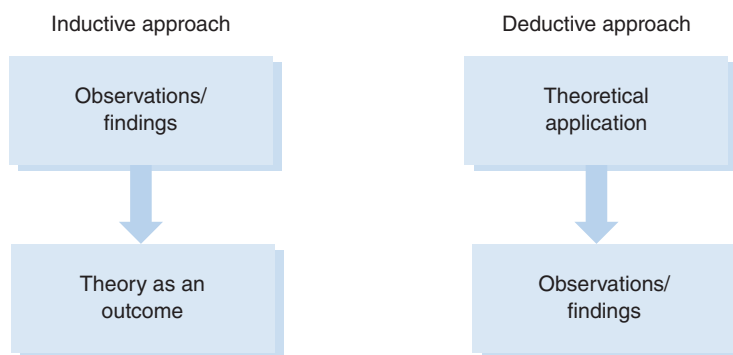 Inductive approach
Deductive approach
Observations/
findings
Theoretical
application
Theory as an
outcome
Observations/
findings